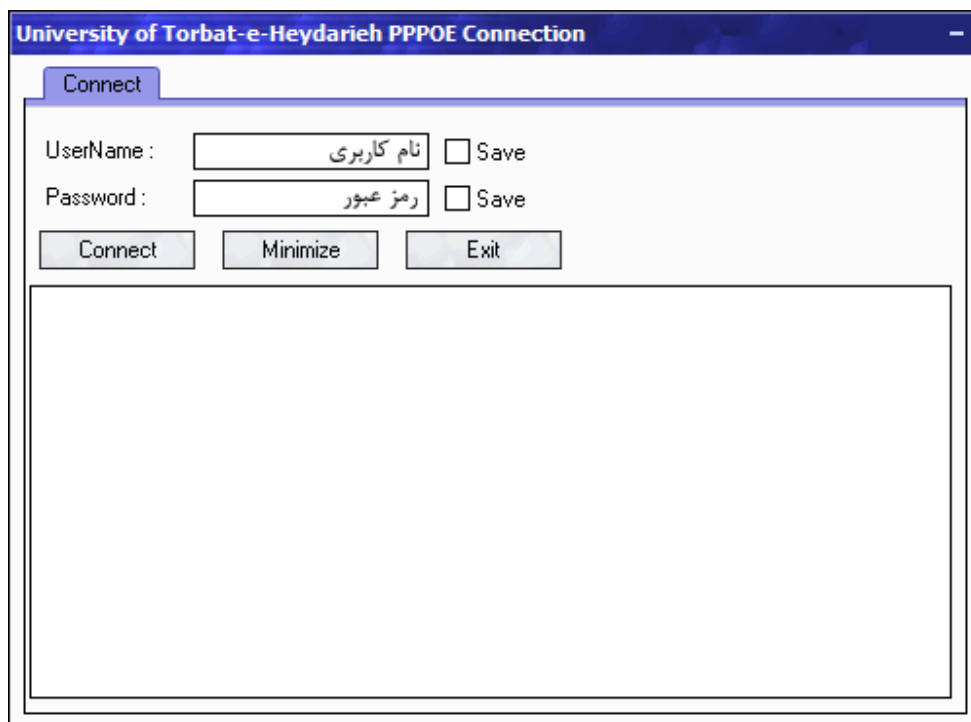 University of Torbat-e-Heydarieh PPPOE Connection
Connect
UserName : نام کاربری Save
Password : رمز عبور Save
Connect Minimize Exit